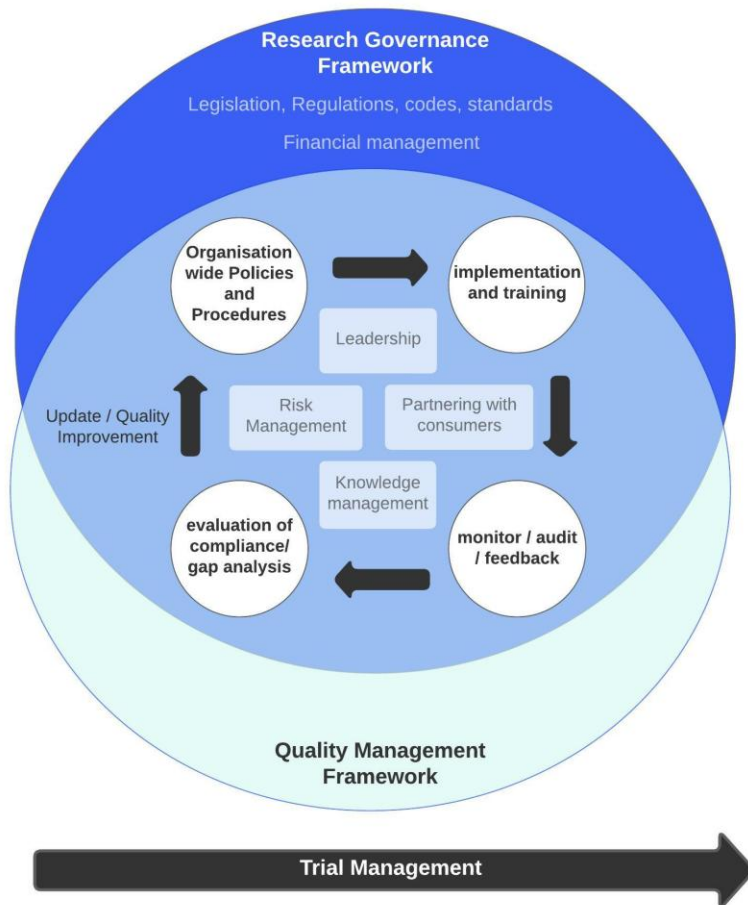 Research Governance
Framework
Legislation, Regulations, codes, standards
Financial management
Organisation
wide Policies
and
Procedures
implementation
and training
Leadership
Update / Quality
Improvement
Risk
Management
Partnering with
consumers
Knowledge
management
evaluation of
compliance/
gap analysis
monitor / audit
/ feedback
Quality Management
Framework
Trial Management